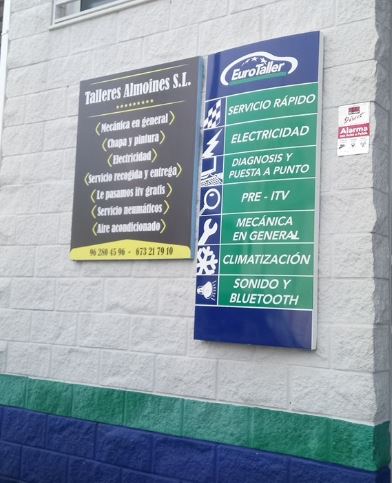 Talleres Almoines S.L.
Mecánica en general
Chapa y pintura
Electricidad
Servicio recogida y entrega
Le pasamos itv gratis
Servicio neumáticos
Aire acondicionado
96 280 45 96 - 673 21 79 10
EuroTaller
SERVICIO RÁPIDO
ELECTRICIDAD
DIAGNOSIS Y
PUESTA A PUNTO
PRE - ITV
MECÁNICA
EN GENERAL
CLIMATIZACIÓN
SONIDO Y
BLUETOOTH
Alarma